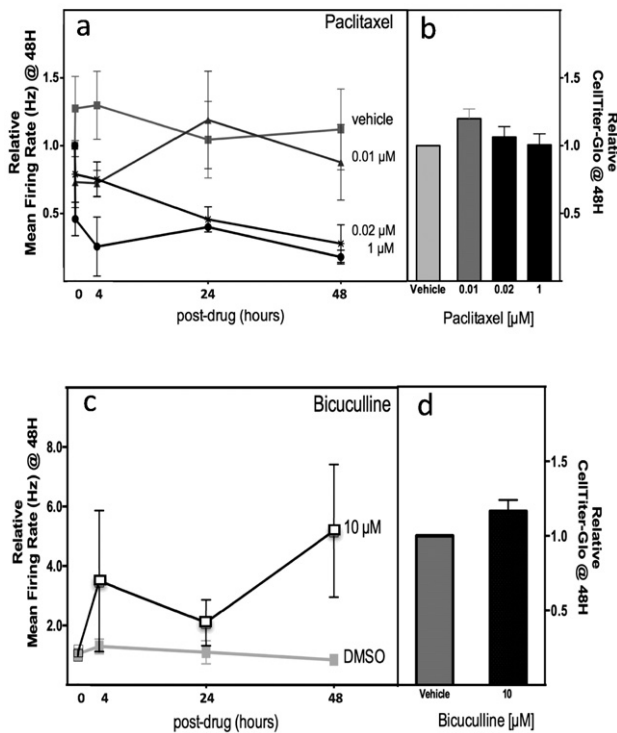 a
Paclitaxel
b
Relative
Mean Firing Rate (Hz) @ 48H
1.5
1.0
0.5
vehicle
0.01 µM
0.02 µM
1 µM
0 4 24 48
post-drug (hours)
1.5
1.0
0.5
Relative
CellTiter-Glo @ 48H
Vehicle 0.01 0.02 1
Paclitaxel [µM]
c
Bicuculline
d
Relative
Mean Firing Rate (Hz) @ 48H
8.0
6.0
4.0
2.0
10 µM
DMSO
0 4 24 48
post-drug (hours)
1.5
1.0
0.5
Relative
CellTiter-Glo @ 48H
Vehicle 10
Bicuculline [µM]